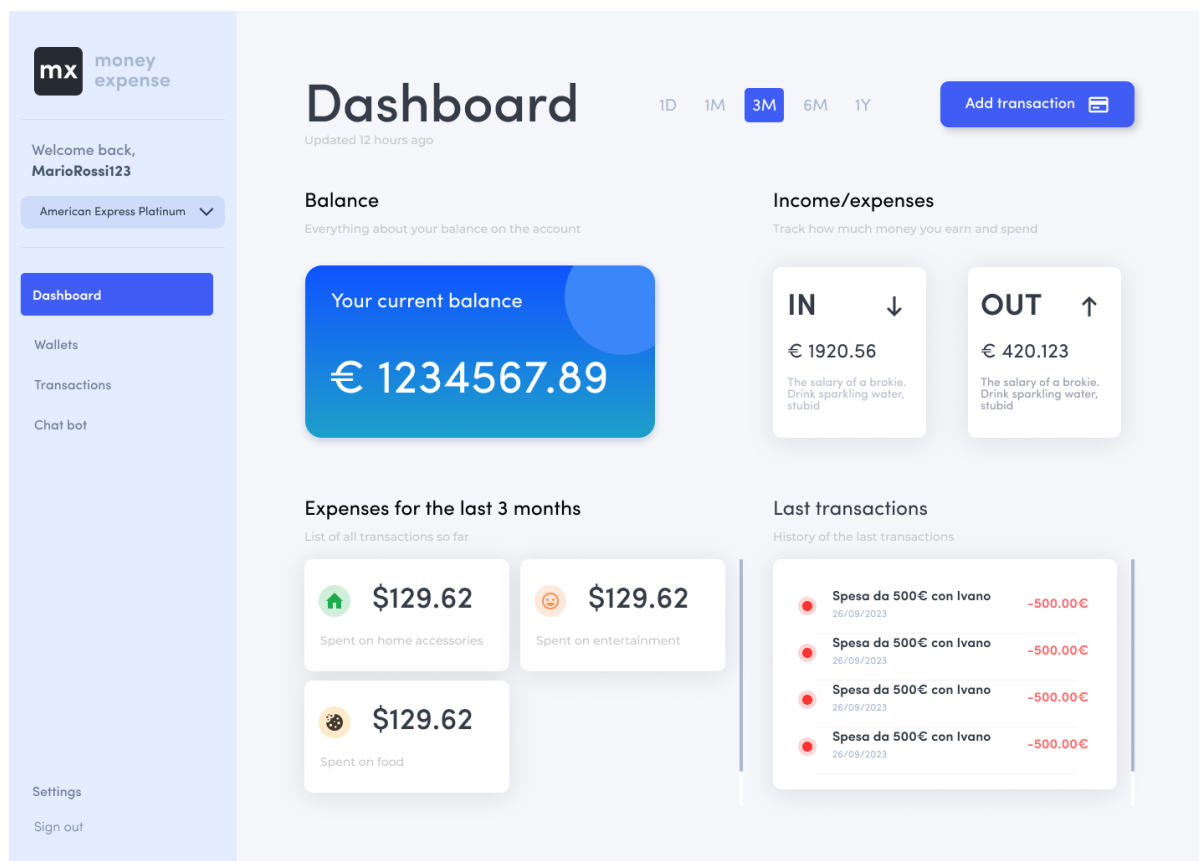 mx
money
expense
Welcome back,
MarioRossi123
American Express Platinum
Dashboard
Wallets
Transactions
Chat bot
Settings
Sign out
Dashboard
Updated 12 hours ago
1D 1M 3M 6M 1Y
Add transaction
Balance
Everything about your balance on the account
Your current balance
€ 1234567.89
Income/expenses
Track how much money you earn and spend
IN
€ 1920.56
The salary of a brokie.
Drink sparkling water,
stubid
OUT
€ 420.123
The salary of a brokie.
Drink sparkling water,
stubid
Expenses for the last 3 months
List of all transactions so far
$129.62
Spent on home accessories
$129.62
Spent on entertainment
$129.62
Spent on food
Last transactions
History of the last transactions
Spesa da 500€ con Ivano
26/09/2023
-500.00€
Spesa da 500€ con Ivano
26/09/2023
-500.00€
Spesa da 500€ con Ivano
26/09/2023
-500.00€
Spesa da 500€ con Ivano
26/09/2023
-500.00€